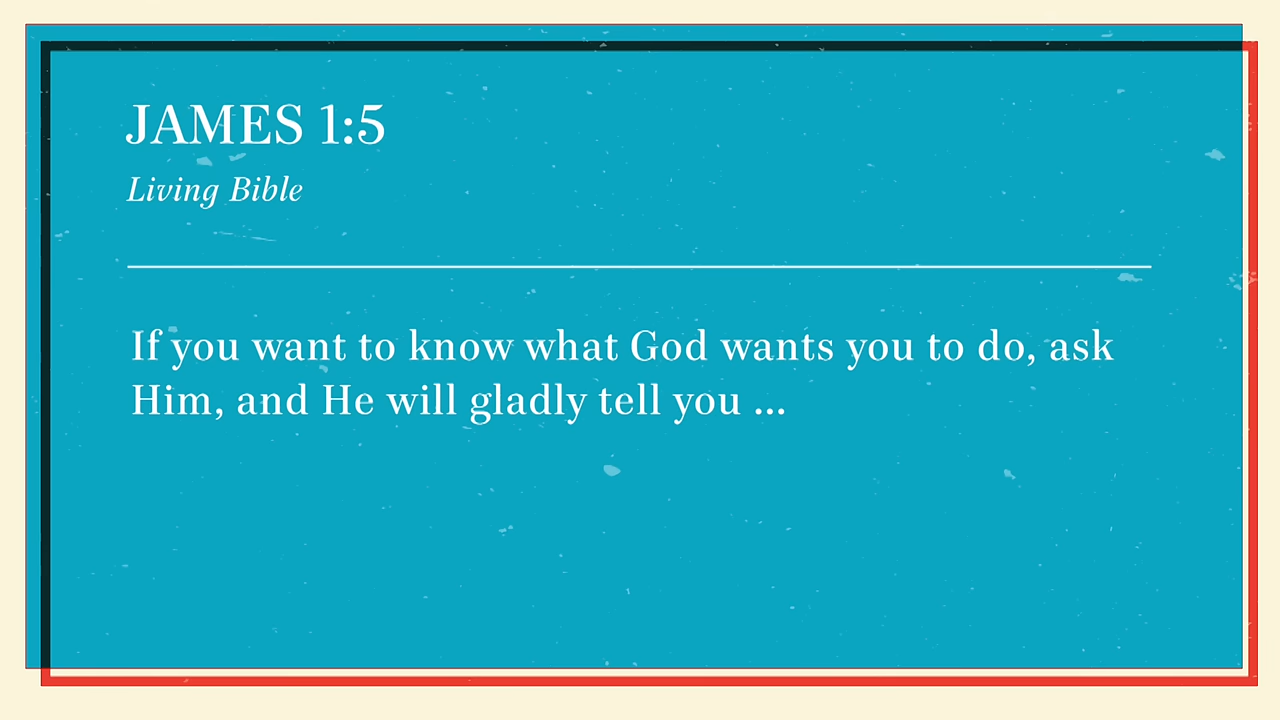 JAMES 1:5
Living Bible
If you want to know what God wants you to do, ask
Him, and He will gladly tell you ...